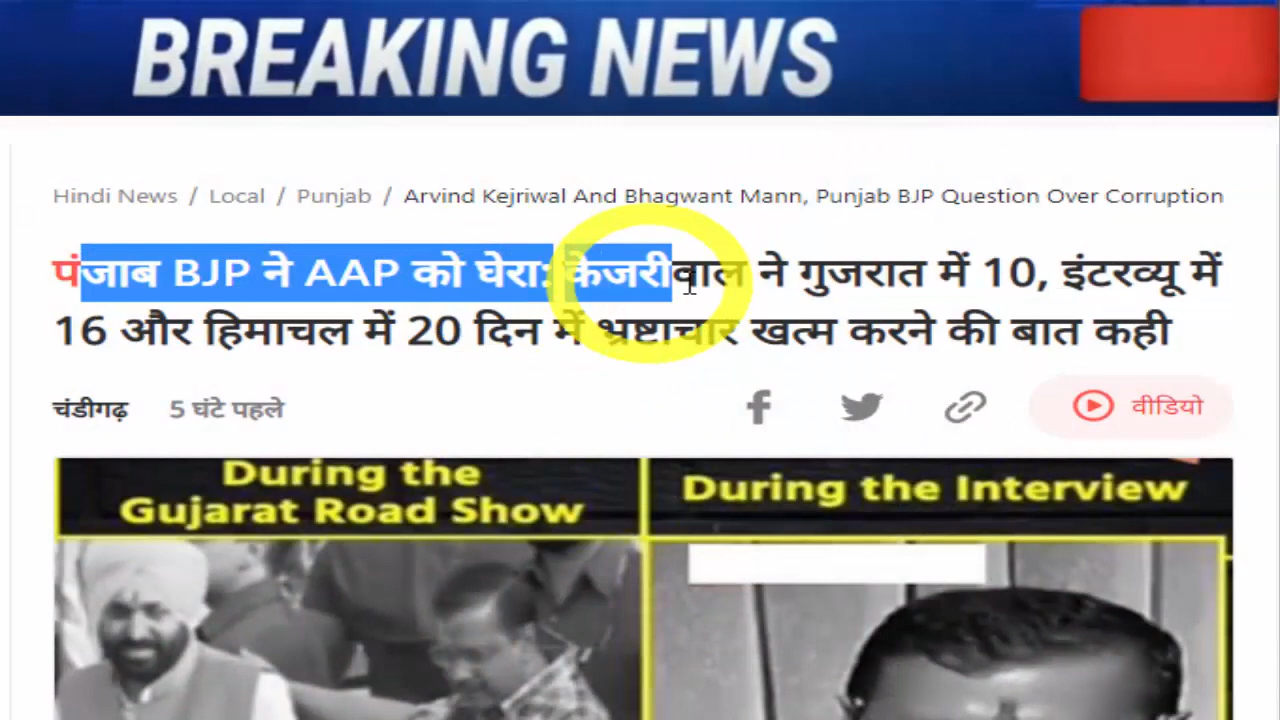 BREAKING NEWS
Hindi News / Local / Punjab / Arvind Kejriwal And Bhagwant Mann, Punjab BJP Question Over Corruption
पंजाब BJP ने AAP को घेरा: केजरीवाल ने गुजरात में 10, इंटरव्यू में
16 और हिमाचल में 20 दिन में भ्रष्टाचार खत्म करने की बात कही
चंडीगढ़ 5 घंटे पहले
वीडियो
During the
Gujarat Road Show
During the Interview